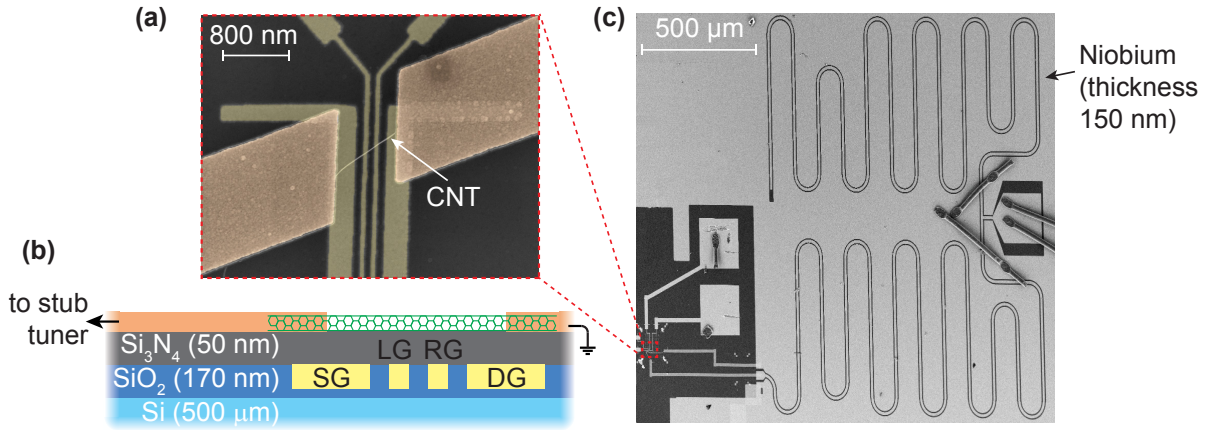 (a)
800 nm
CNT
(b)
to stub
tuner
Si₃N₄ (50 nm)
LG RG
SiO₂ (170 nm)
SG
DG
Si (500 μm)
(c)
500 μm
Niobium
(thickness
150 nm)